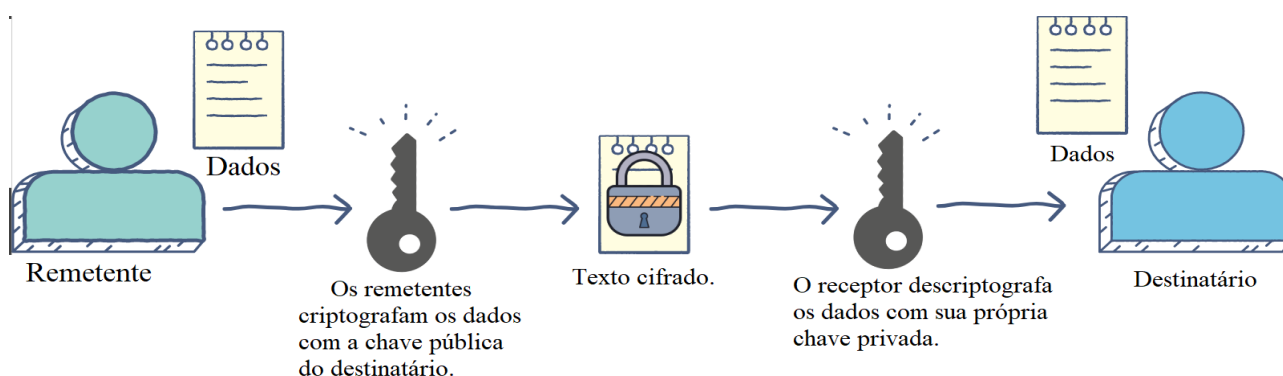 Dados
Remetente
Os remetentes
criptografam os dados
com a chave pública
do destinatário.
Texto cifrado.
O receptor descriptografa
os dados com sua própria
chave privada.
Dados
Destinatário